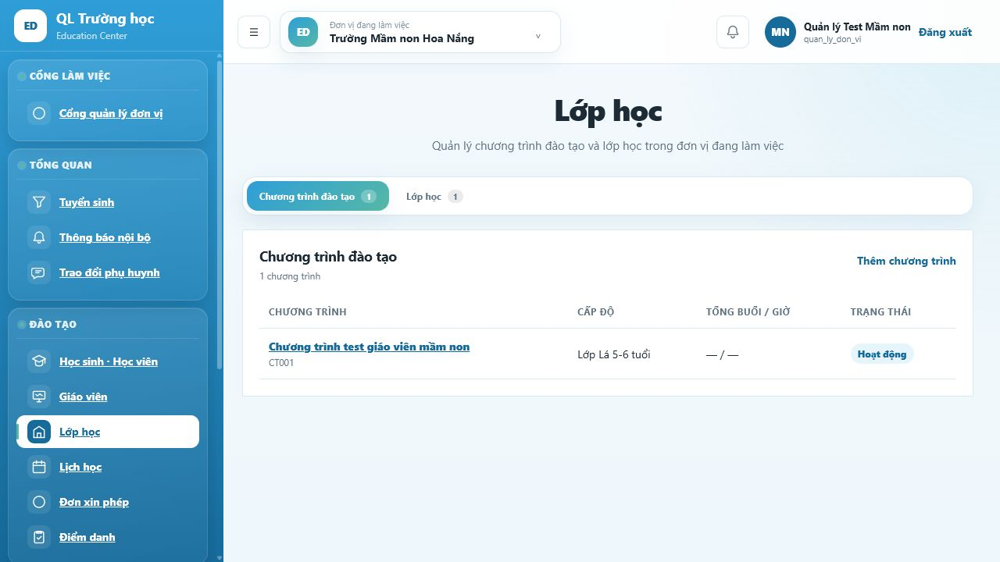 ED
QL Trường học
Education Center
CỔNG LÀM VIỆC
Cổng quản lý đơn vị
TỔNG QUAN
Tuyển sinh
Thông báo nội bộ
Trao đổi phụ huynh
ĐÀO TẠO
Học sinh · Học viên
Giáo viên
Lớp học
Lịch học
Đơn xin phép
Điểm danh
ED
Đơn vị đang làm việc
Trường Mầm non Hoa Nắng
MN
Quản lý Test Mầm non
quan_ly_don_vi
Đăng xuất
Lớp học
Quản lý chương trình đào tạo và lớp học trong đơn vị đang làm việc
Chương trình đào tạo 1
Lớp học 1
Chương trình đào tạo
1 chương trình
Thêm chương trình
CHƯƠNG TRÌNH CẤP ĐỘ TỔNG BUỔI / GIỜ TRẠNG THÁI
Chương trình test giáo viên mầm non
CT001
Lớp Lá 5-6 tuổi
— / —
Hoạt động